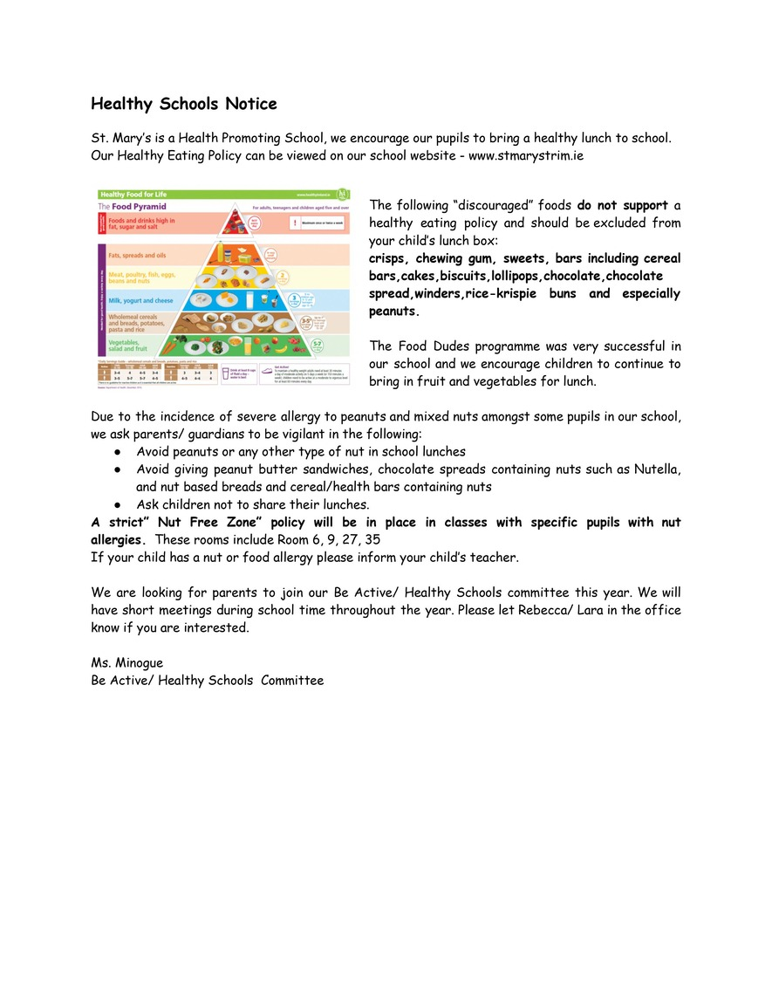 Healthy Schools Notice
St. Mary's is a Health Promoting School, we encourage our pupils to bring a healthy lunch to school.
Our Healthy Eating Policy can be viewed on our school website - www.stmarystrim.ie
Healthy Food for Life
The Food Pyramid
For adults, teenagers and children aged five and over
Foods and drinks high in
fat, sugar and salt
Maximum once or twice a week
Fats, spreads and oils
Meat, poultry, fish, eggs,
beans and nuts
2
Milk, yogurt and cheese
3
Wholemeal cereals
and breads, potatoes,
pasta and rice
3-5
Vegetables,
salad and fruit
5-7
The following “discouraged” foods do not support a
healthy eating policy and should be excluded from
your child's lunch box:
crisps, chewing gum, sweets, bars including cereal
bars,cakes,biscuits,lollipops,chocolate,chocolate
spread,winders,rice-krispie buns and especially
peanuts.
The Food Dudes programme was very successful in
our school and we encourage children to continue to
bring in fruit and vegetables for lunch.
Due to the incidence of severe allergy to peanuts and mixed nuts amongst some pupils in our school,
we ask parents/ guardians to be vigilant in the following:
● Avoid peanuts or any other type of nut in school lunches
● Avoid giving peanut butter sandwiches, chocolate spreads containing nuts such as Nutella,
and nut based breads and cereal/health bars containing nuts
● Ask children not to share their lunches.
A strict” Nut Free Zone” policy will be in place in classes with specific pupils with nut
allergies. These rooms include Room 6, 9, 27, 35
If your child has a nut or food allergy please inform your child's teacher.
We are looking for parents to join our Be Active/ Healthy Schools committee this year. We will
have short meetings during school time throughout the year. Please let Rebecca/ Lara in the office
know if you are interested.
Ms. Minogue
Be Active/ Healthy Schools Committee